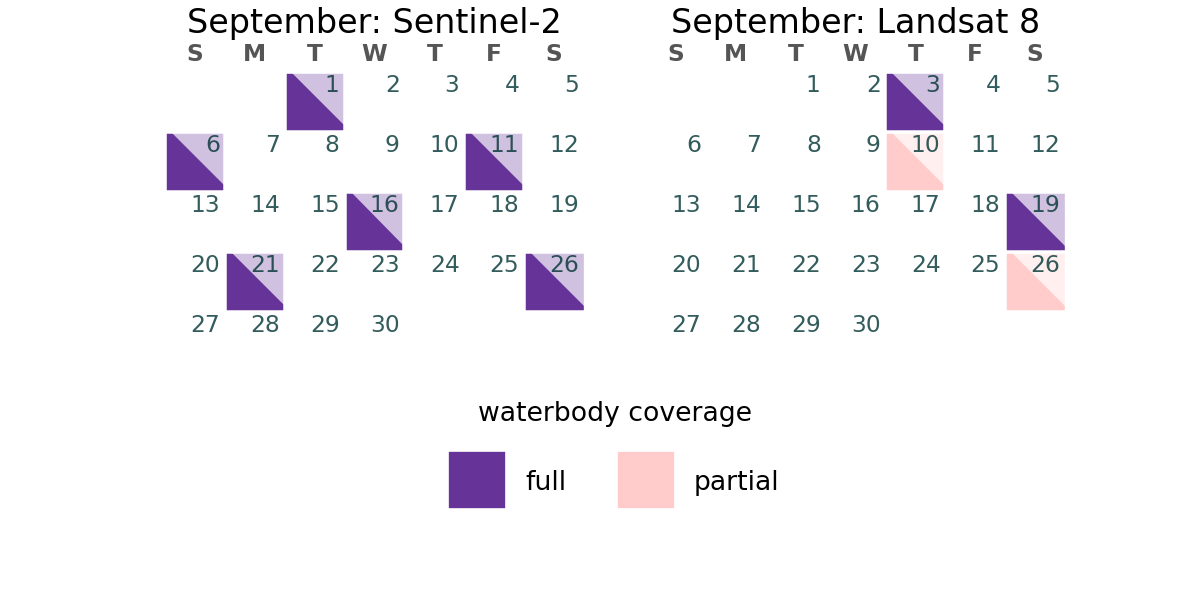 September: Sentinel-2
S M T W T F S
1 2 3 4 5
6 7 8 9 10 11 12
13 14 15 16 17 18 19
20 21 22 23 24 25 26
27 28 29 30
September: Landsat 8
S M T W T F S
1 2 3 4 5
6 7 8 9 10 11 12
13 14 15 16 17 18 19
20 21 22 23 24 25 26
27 28 29 30
waterbody coverage
full partial